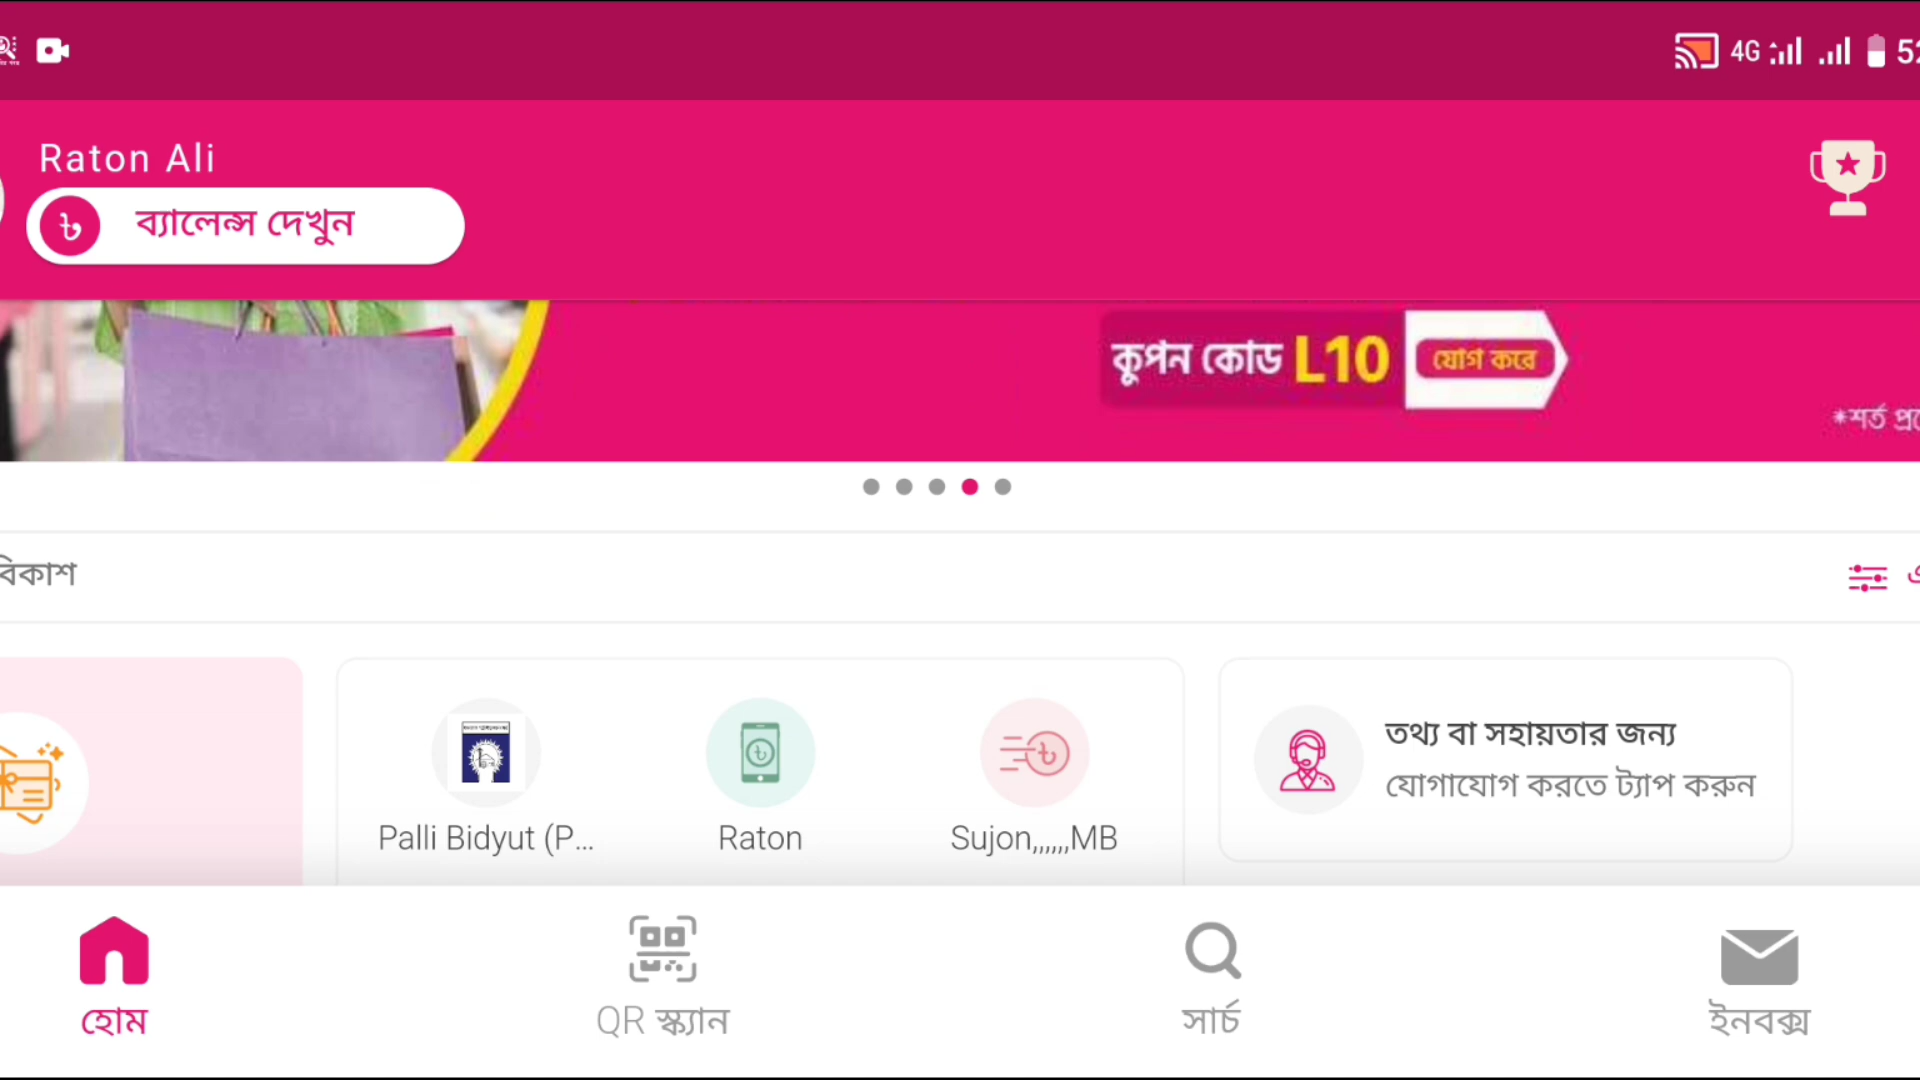 4G
Raton Ali
ব্যালেন্স দেখুন
কুপন কোড L10 যোগ করে
*শর্ত
বিকাশ
Palli Bidyut (P...
Raton
Sujon,,,,,,MB
তথ্য বা সহায়তার জন্য
যোগাযোগ করতে ট্যাপ করুন
হোম
QR স্ক্যান
সার্চ
ইনবক্স